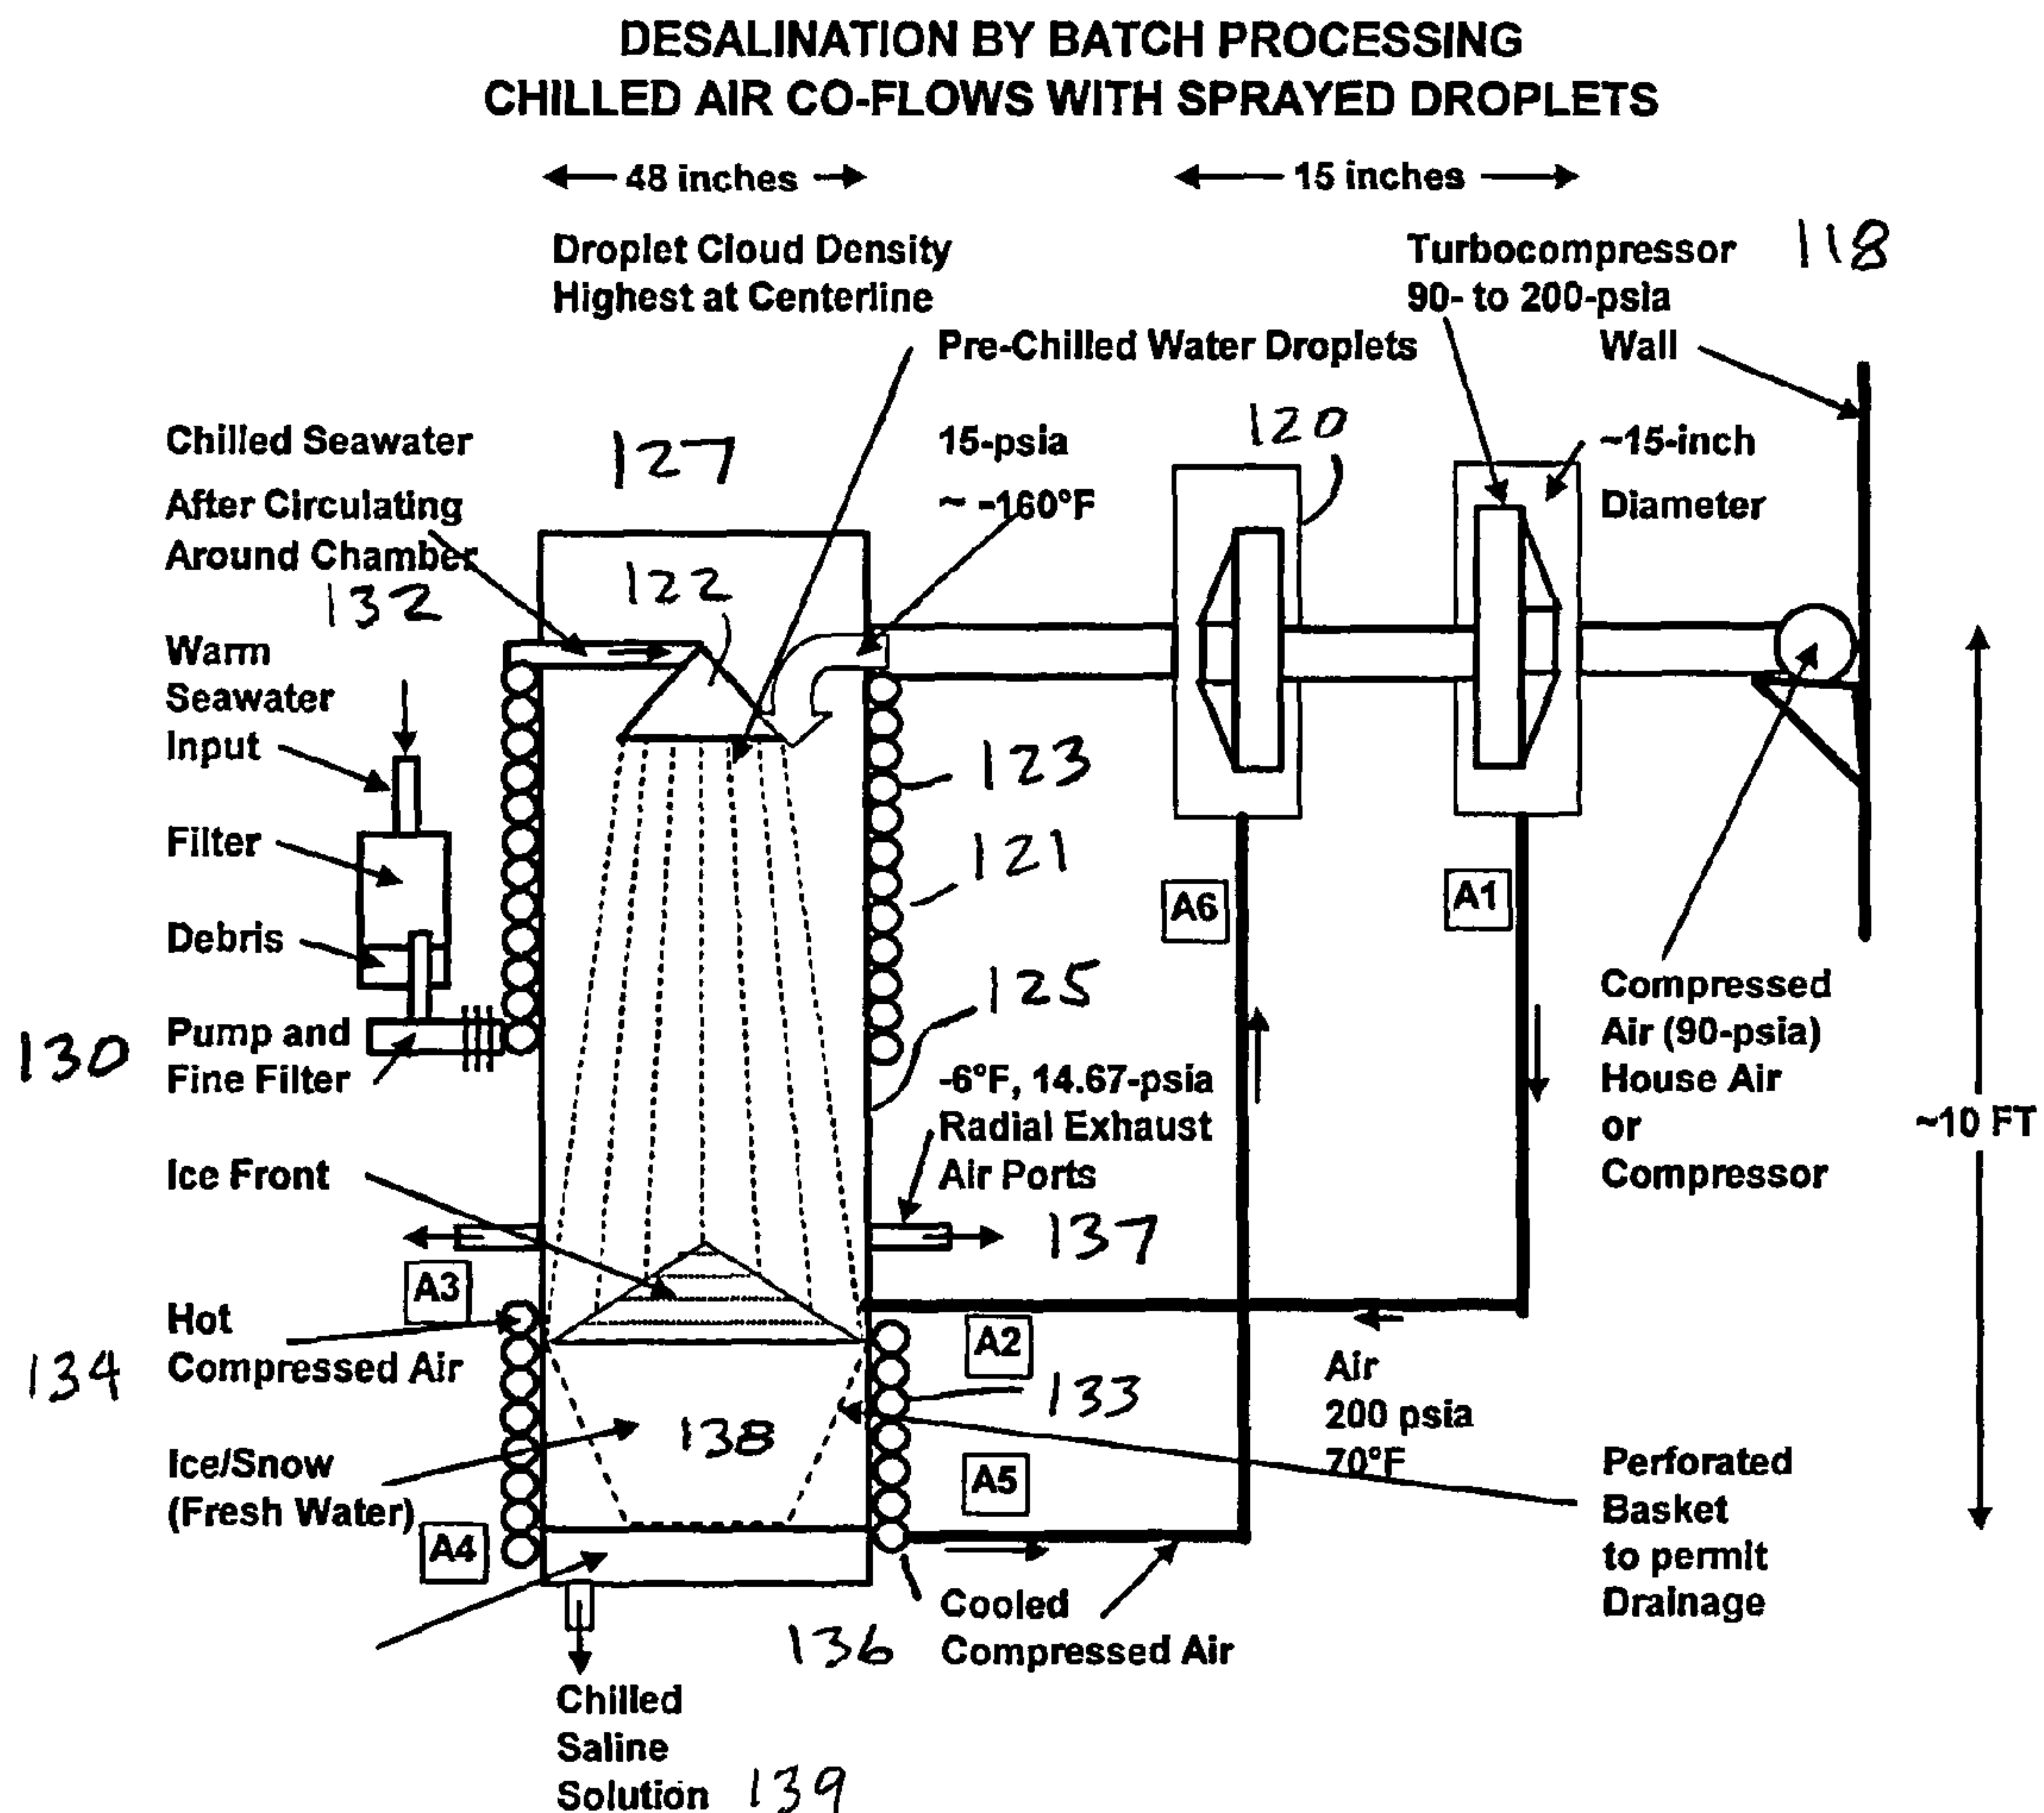 DESALINATION BY BATCH PROCESSING
CHILLED AIR CO-FLOWS WITH SPRAYED DROPLETS
48 inches
15 inches
Droplet Cloud Density
Highest at Centerline
Turbocompressor
90- to 200-psia
118
Pre-Chilled Water Droplets
Wall
Chilled Seawater
After Circulating
Around Chamber
132
127
15-psia
~ -160°F
120
~15-inch
Diameter
122
Warm
Seawater
Input
Filter
Debris
130
Pump and
Fine Filter
123
121
125
A6
A1
-6°F, 14.67-psia
Radial Exhaust
Air Ports
137
Compressed
Air (90-psia)
House Air
or
Compressor
~10 FT
Ice Front
A3
Hot
Compressed Air
134
A2
133
Air
200 psia
70°F
138
Ice/Snow
(Fresh Water)
A4
A5
Perforated
Basket
to permit
Drainage
136
Cooled
Compressed Air
Chilled
Saline
Solution
139